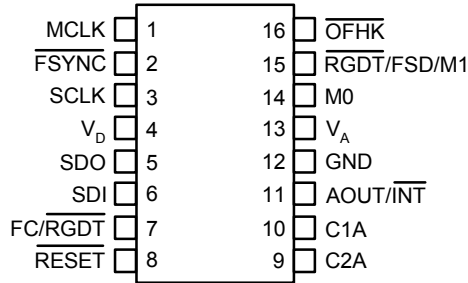 MCLK 1 16 OFHK
FSYNC 2 15 RGDT/FSD/M1
SCLK 3 14 M0
VD 4 13 VA
SDO 5 12 GND
SDI 6 11 AOUT/INT
FC/RGDT 7 10 C1A
RESET 8 9 C2A